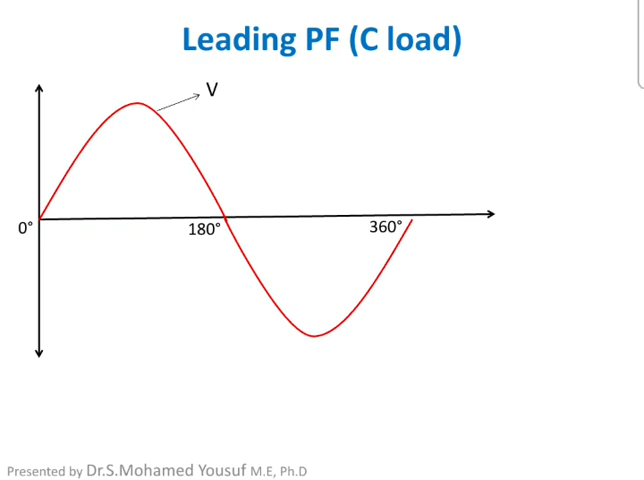 Leading PF (C load)
V
0°
180°
360°
Presented by Dr.S.Mohamed Yousuf M.E, Ph.D